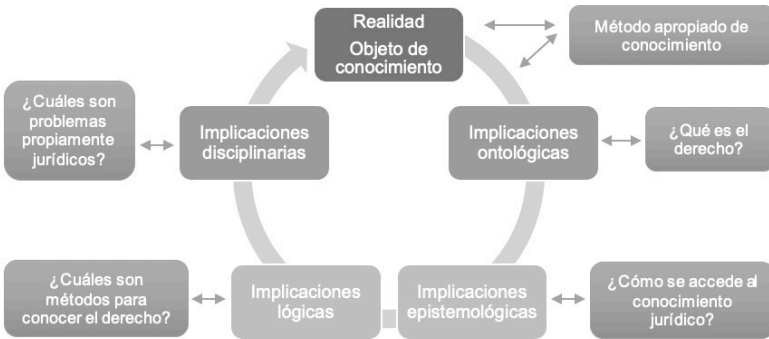 Realidad
Objeto de
conocimiento
Método apropiado de
conocimiento
Implicaciones
ontológicas
¿Qué es el
derecho?
Implicaciones
epistemológicas
¿Cómo se accede al
conocimiento
jurídico?
Implicaciones
lógicas
¿Cuáles son
métodos para
conocer el derecho?
Implicaciones
disciplinarias
¿Cuáles son
problemas
propiamente
jurídicos?